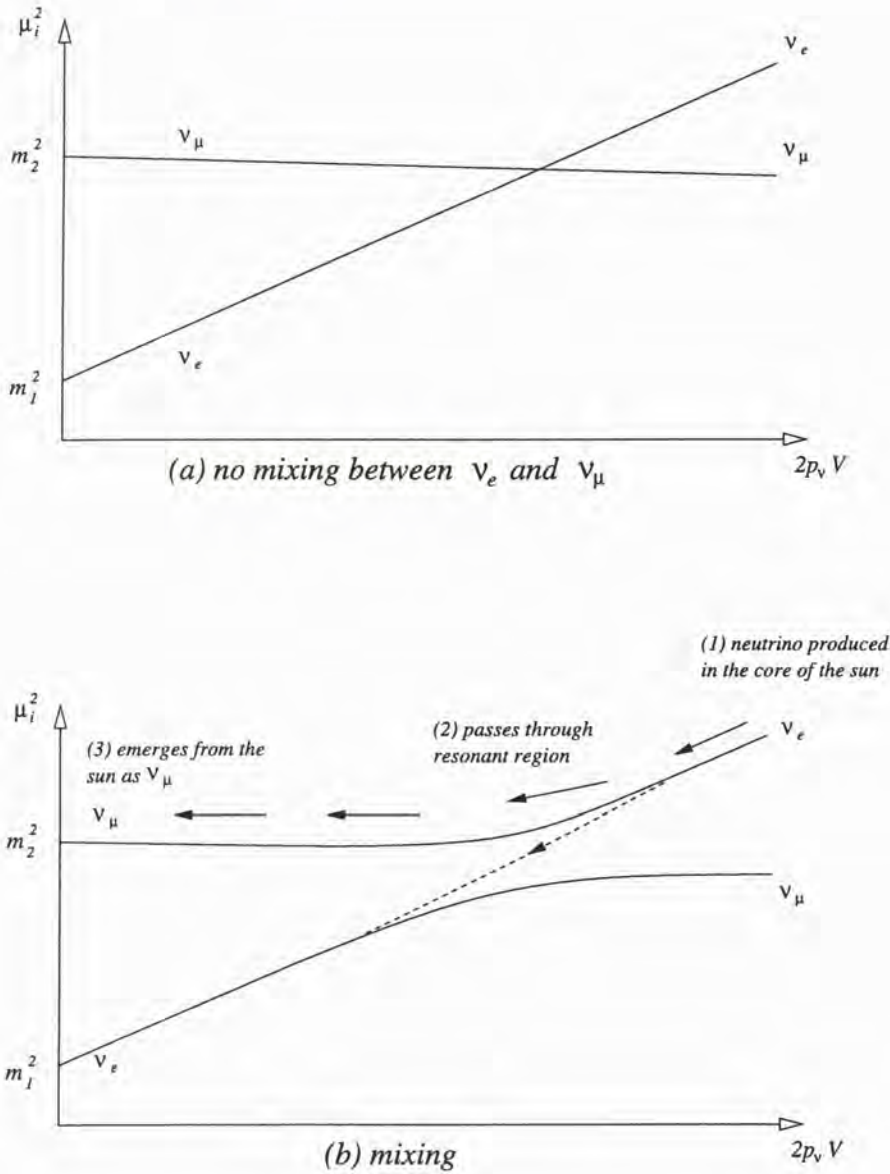 μ_i^2
ν_e
m_2^2
ν_μ
ν_μ
ν_e
m_1^2
2p_ν V
(a) no mixing between ν_e and ν_μ
(1) neutrino produced
in the core of the sun
μ_i^2
(2) passes through
resonant region
ν_e
(3) emerges from the
sun as ν_μ
ν_μ
m_2^2
ν_μ
ν_e
m_1^2
2p_ν V
(b) mixing